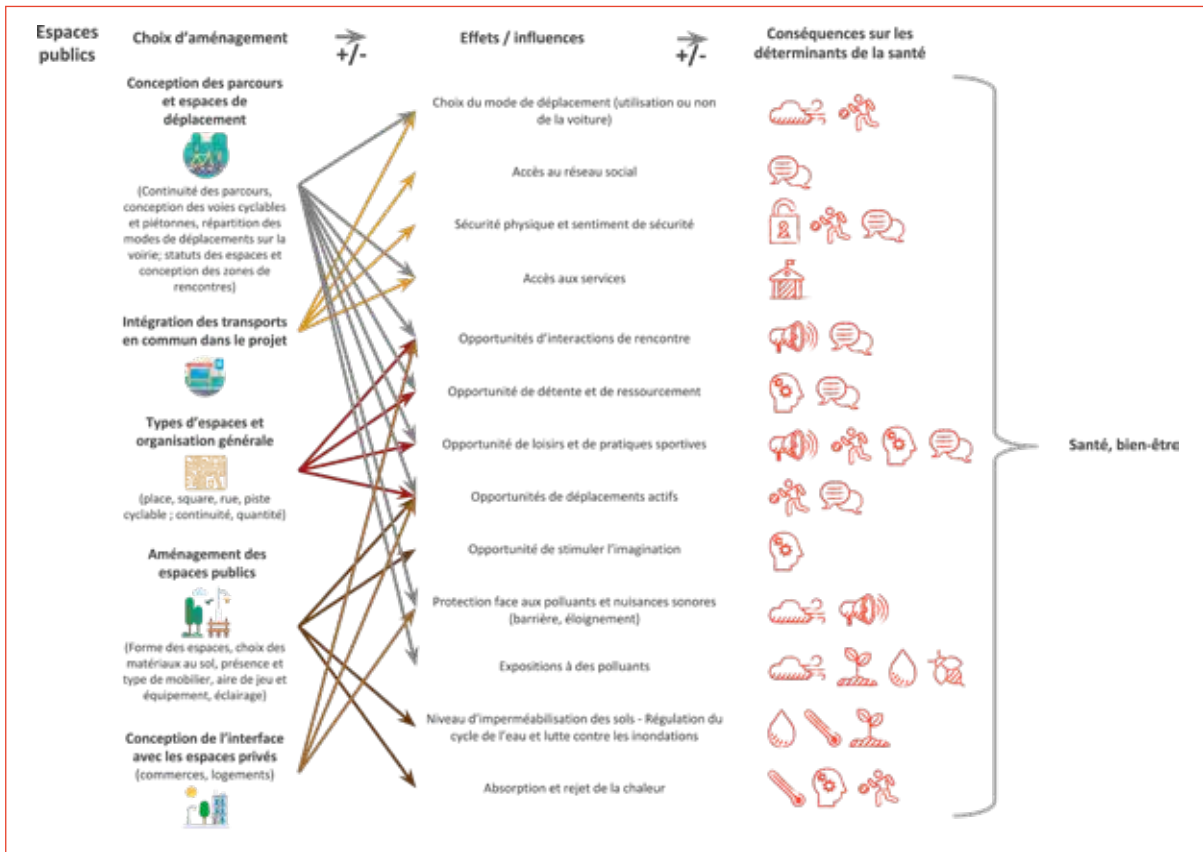 Espaces
publics
Choix d'aménagement
+/-
Effets / influences
+/-
Conséquences sur les
déterminants de la santé
Conception des parcours
et espaces de
déplacement
(Continuité des parcours,
conception des voies cyclables
et piétonnes, répartition des
modes de déplacements sur la
voirie; statuts des espaces et
conception des zones de
rencontres)
Intégration des transports
en commun dans le projet
Types d'espaces et
organisation générale
(place, square, rue, piste
cyclable ; continuité, quantité)
Aménagement des
espaces publics
(Forme des espaces, choix des
matériaux au sol, présence et
type de mobilier, aire de jeu et
équipement, éclairage)
Conception de l'interface
avec les espaces privés
(commerces, logements)
Choix du mode de déplacement (utilisation ou non
de la voiture)
Accès au réseau social
Sécurité physique et sentiment de sécurité
Accès aux services
Opportunités d'interactions de rencontre
Opportunité de détente et de ressourcement
Opportunité de loisirs et de pratiques sportives
Opportunités de déplacements actifs
Opportunité de stimuler l'imagination
Protection face aux polluants et nuisances sonores
(barrière, éloignement)
Expositions à des polluants
Niveau d'imperméabilisation des sols - Régulation du
cycle de l'eau et lutte contre les inondations
Absorption et rejet de la chaleur
Santé, bien-être